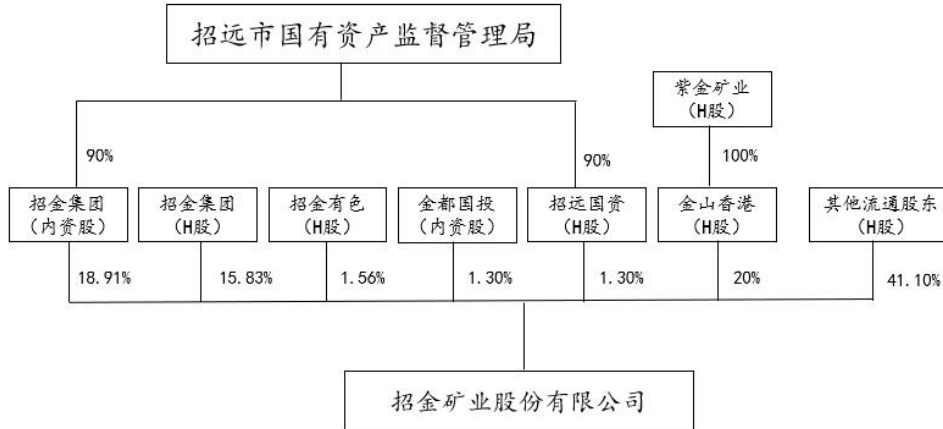 招远市国有资产监督管理局
紫金矿业
（H股）
90%
90%
100%
招金集团
（内资股）
招金集团
（H股）
招金有色
（H股）
金都国投
（内资股）
招远国资
（H股）
金山香港
（H股）
其他流通股东
（H股）
18.91%
15.83%
1.56%
1.30%
1.30%
20%
41.10%
招金矿业股份有限公司